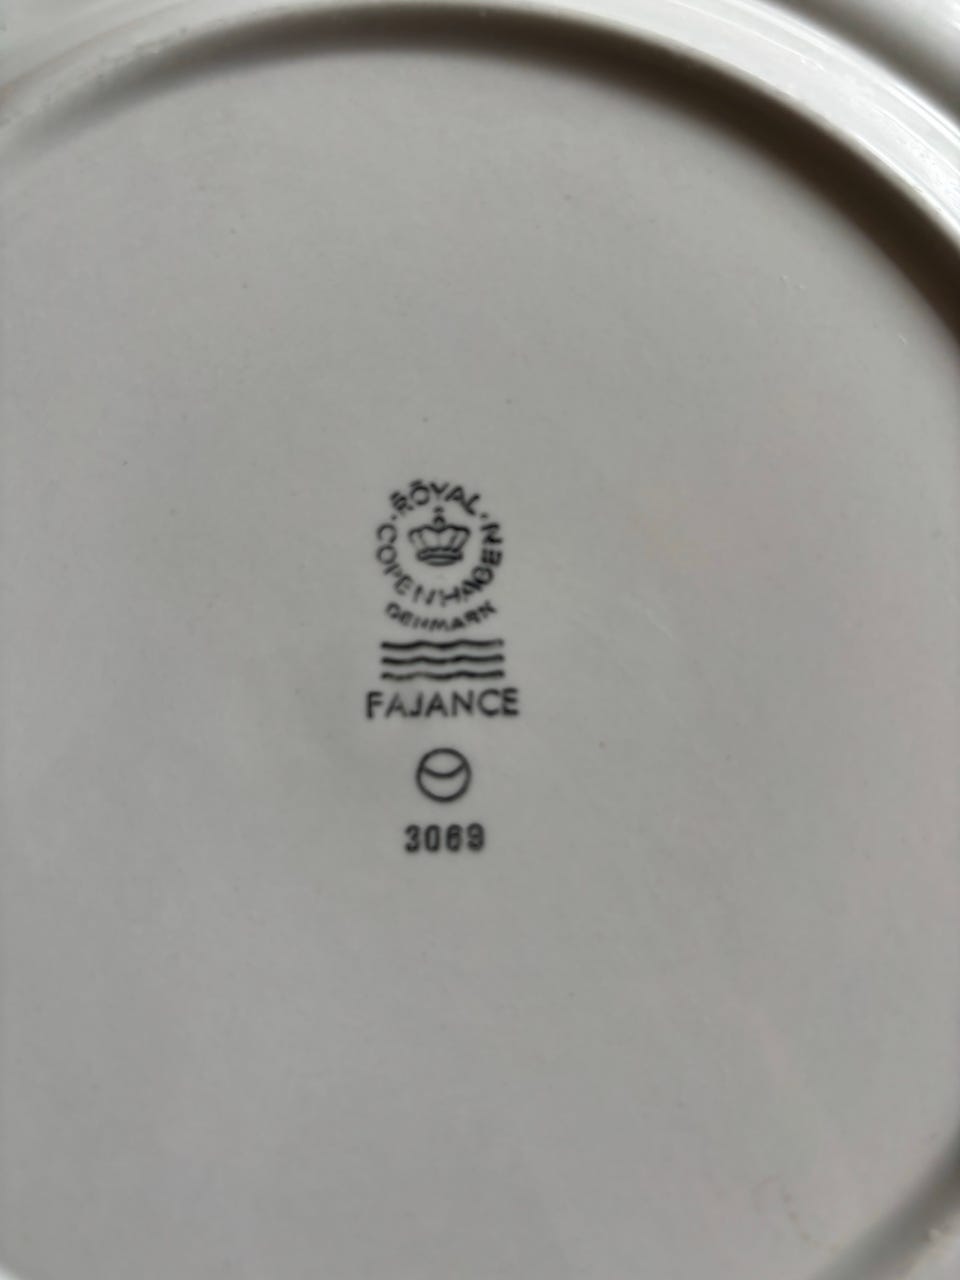 ROYAL
COPENHAGEN
DENMARK
FAJANCE
3069